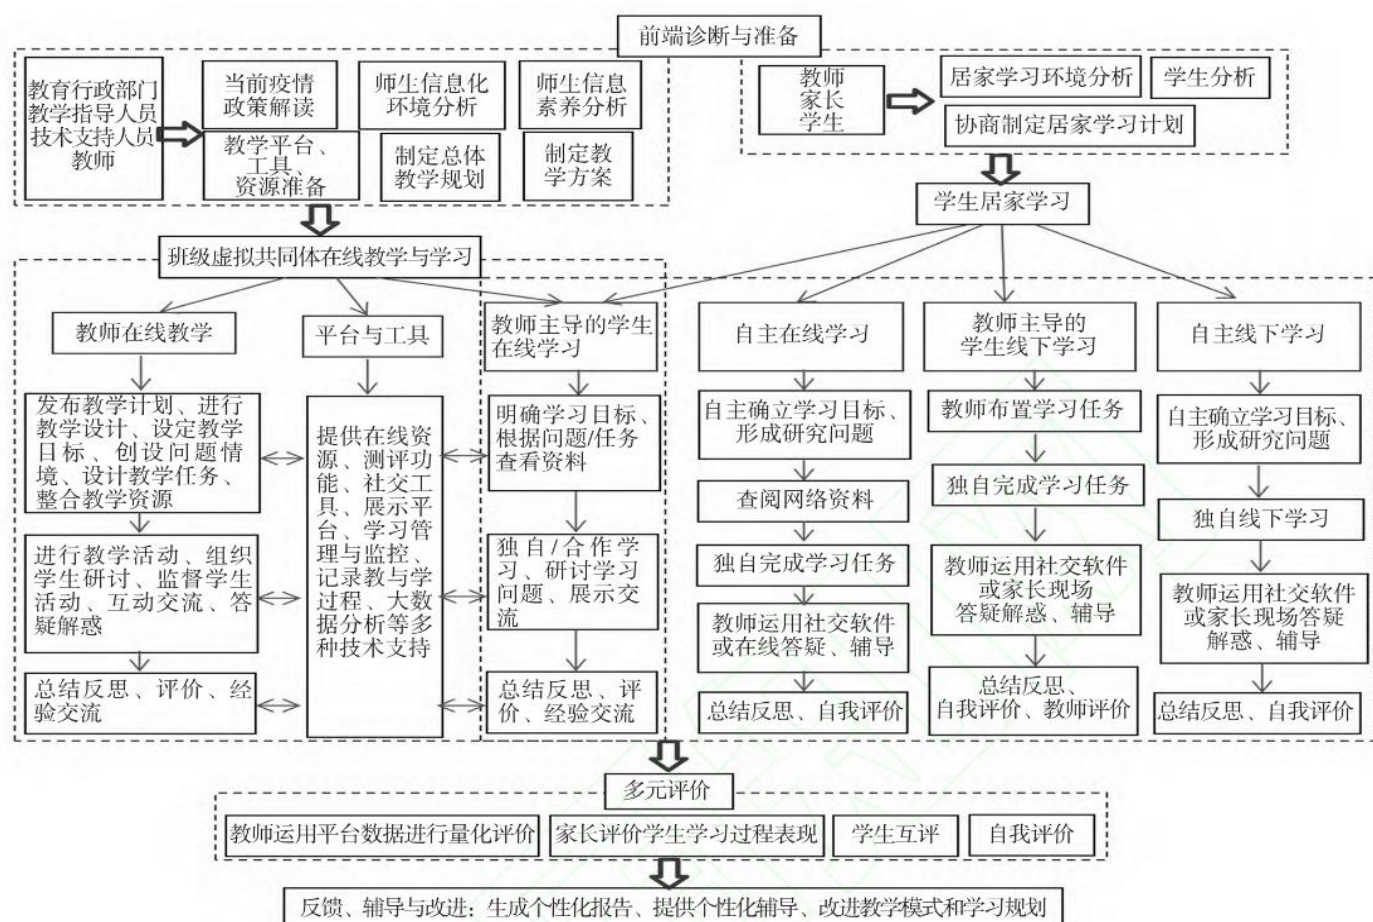 前端诊断与准备
教育行政部门
教学指导人员
技术支持人员
教师
当前疫情
政策解读
师生信息化
环境分析
师生信息
素养分析
教学平台、
工具、
资源准备
制定总体
教学规划
制定教
学方案
教师
家长
学生
居家学习环境分析
学生分析
协商制定居家学习计划
班级虚拟共同体在线教学与学习
学生居家学习
教师在线教学
发布教学计划、进行
教学设计、设定教学
目标、创设问题情
境、设计教学任务、
整合教学资源
进行教学活动、组织
学生研讨、监督学生
活动、互动交流、答
疑解惑
总结反思、评价、经
验交流
平台与工具
提供在线资
源、测评功
能、社交工
具、展示平
台、学习管
理与监控、
记录教与学
过程、大数
据分析等多
种技术支持
教师主导的学生
在线学习
明确学习目标、
根据问题/任务
查看资料
独自/合作学
习、研讨学习
问题、展示交
流
总结反思、评
价、经验交流
自主在线学习
自主确立学习目标、
形成研究问题
查阅网络资料
独自完成学习任务
教师运用社交软件
或在线答疑、辅导
总结反思、自我评价
教师主导的
学生线下学习
教师布置学习任务
独自完成学习任务
教师运用社交软件
或家长现场
答疑解惑、辅导
总结反思、
自我评价、教师评价
自主线下学习
自主确立学习目标、
形成研究问题
独自线下学习
教师运用社交软件
或家长现场答疑
解惑、辅导
总结反思、自我评价
多元评价
教师运用平台数据进行量化评价
家长评价学生学习过程表现
学生互评
自我评价
反馈、辅导与改进：生成个性化报告、提供个性化辅导、改进教学模式和学习规划